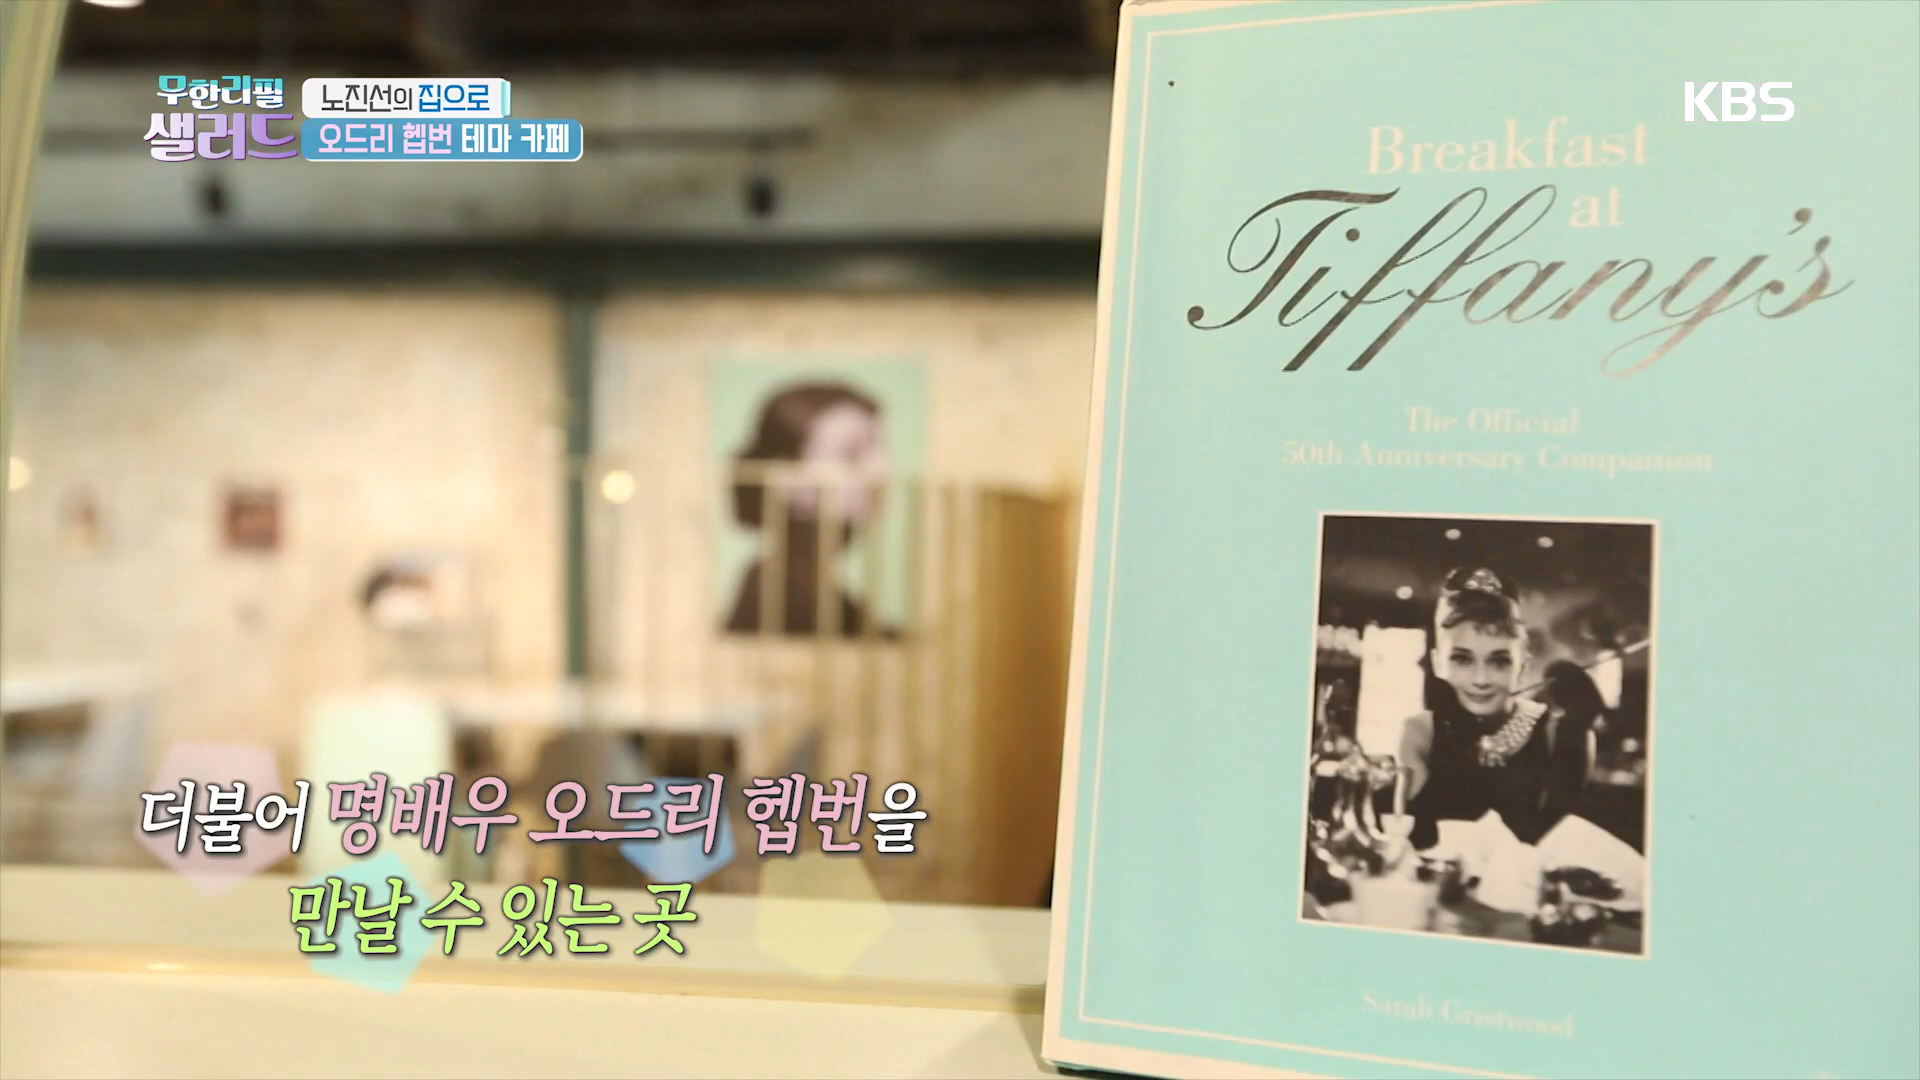 무한리필
샐러드
노진선의 집으로
오드리 헵번 테마 카페
KBS
Breakfast
at
Tiffany's
The Official
50th Anniversary Companion
Sarah Gristwood
더불어 명배우 오드리 헵번을
만날 수 있는 곳